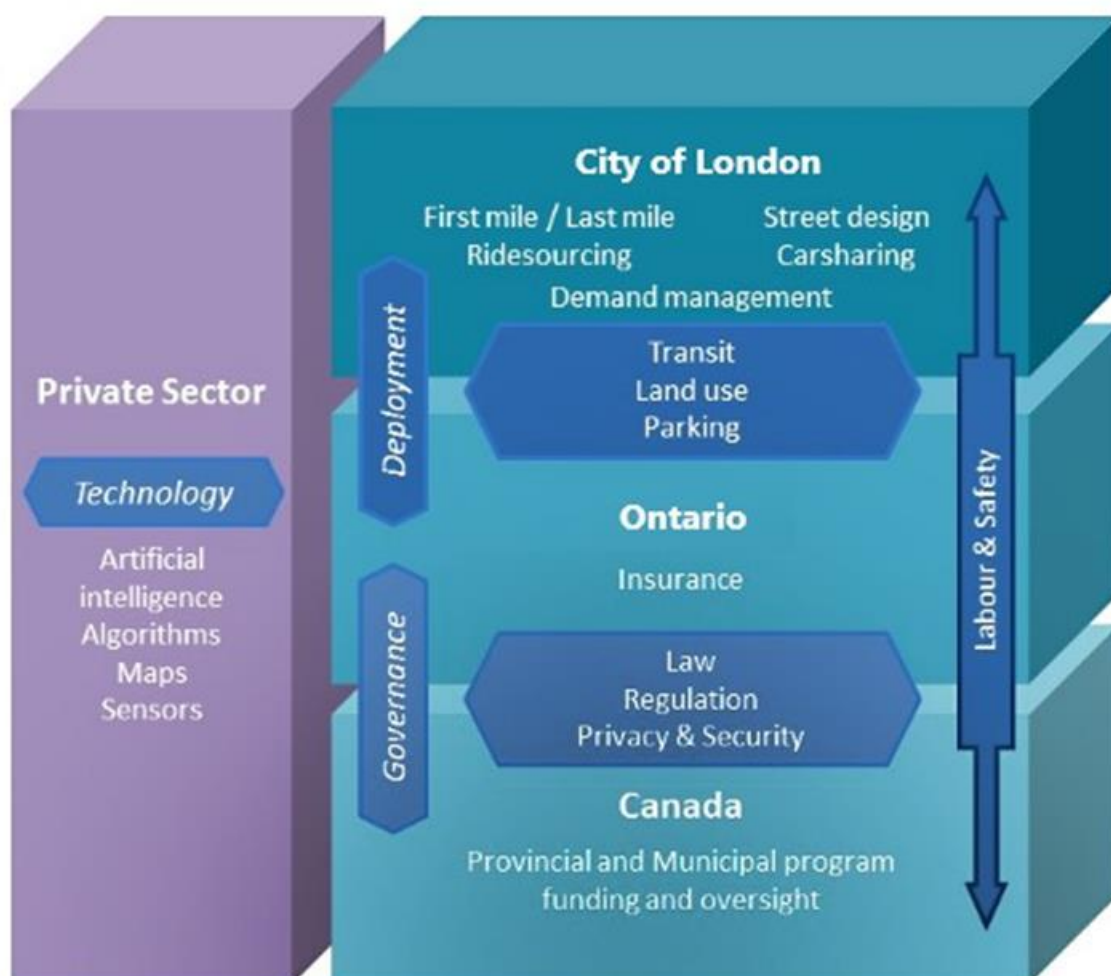 Private Sector
Technology
Artificial
intelligence
Algorithms
Maps
Sensors
City of London
First mile / Last mile
Ridesourcing
Street design
Carsharing
Demand management
Deployment
Transit
Land use
Parking
Ontario
Insurance
Governance
Law
Regulation
Privacy & Security
Canada
Provincial and Municipal program
funding and oversight
Labour & Safety